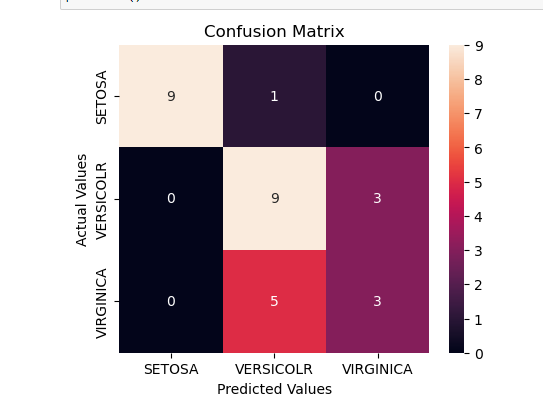 Confusion Matrix
SETOSA
9 1 0
VERSICOLR
0 9 3
VIRGINICA
0 5 3
Actual Values
SETOSA VERSICOLR VIRGINICA
Predicted Values
9
8
7
6
5
4
3
2
1
0